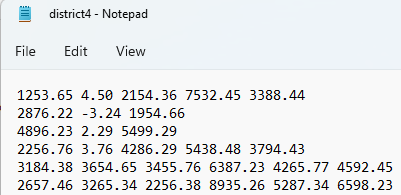 district4 - Notepad
File Edit View
1253.65 4.50 2154.36 7532.45 3388.44
2876.22 -3.24 1954.66
4896.23 2.29 5499.29
2256.76 3.76 4286.29 5438.48 3794.43
3184.38 3654.65 3455.76 6387.23 4265.77 4592.45
2657.46 3265.34 2256.38 8935.26 5287.34 6598.23